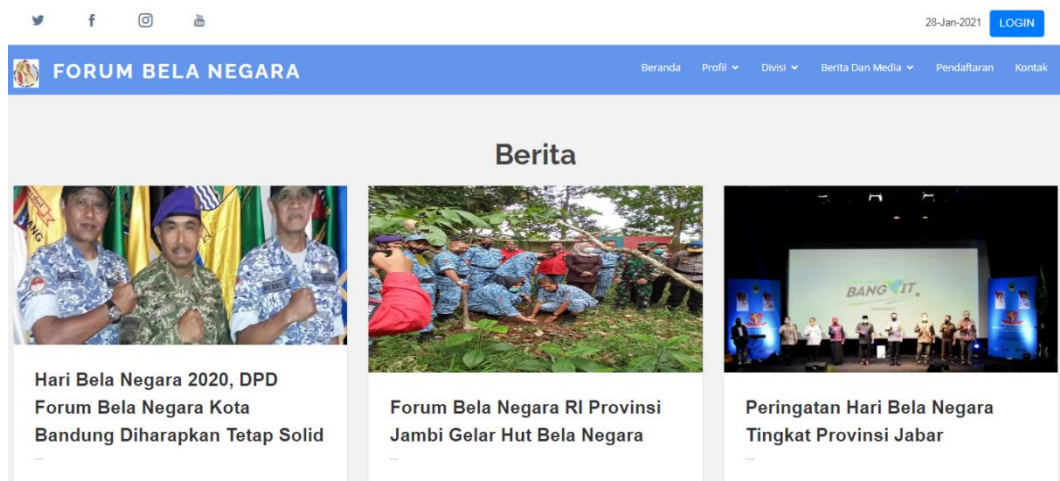 28-Jan-2021 LOGIN
FORUM BELA NEGARA
Beranda Profil Divisi Berita Dan Media Pendaftaran Kontak
Berita
BANGKIT
Hari Bela Negara 2020, DPD
Forum Bela Negara Kota
Bandung Diharapkan Tetap Solid
...
Forum Bela Negara RI Provinsi
Jambi Gelar Hut Bela Negara
...
Peringatan Hari Bela Negara
Tingkat Provinsi Jabar
...